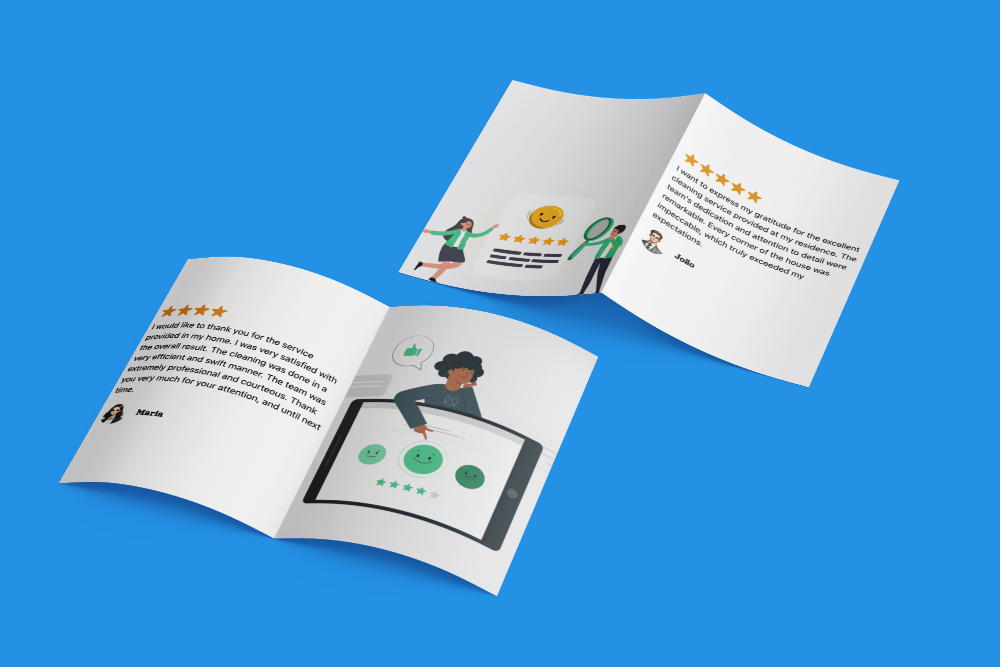 I want to express my gratitude for the excellent
cleaning service provided at my residence. The
team's dedication and attention to detail were
remarkable. Every corner of the house was
impeccable, which truly exceeded my
expectations.
João
I would like to thank you for the service
provided in my home. I was very satisfied with
the overall result. The cleaning was done in a
very efficient and swift manner. The team was
extremely professional and courteous. Thank
you very much for your attention, and until next
time.
Maria